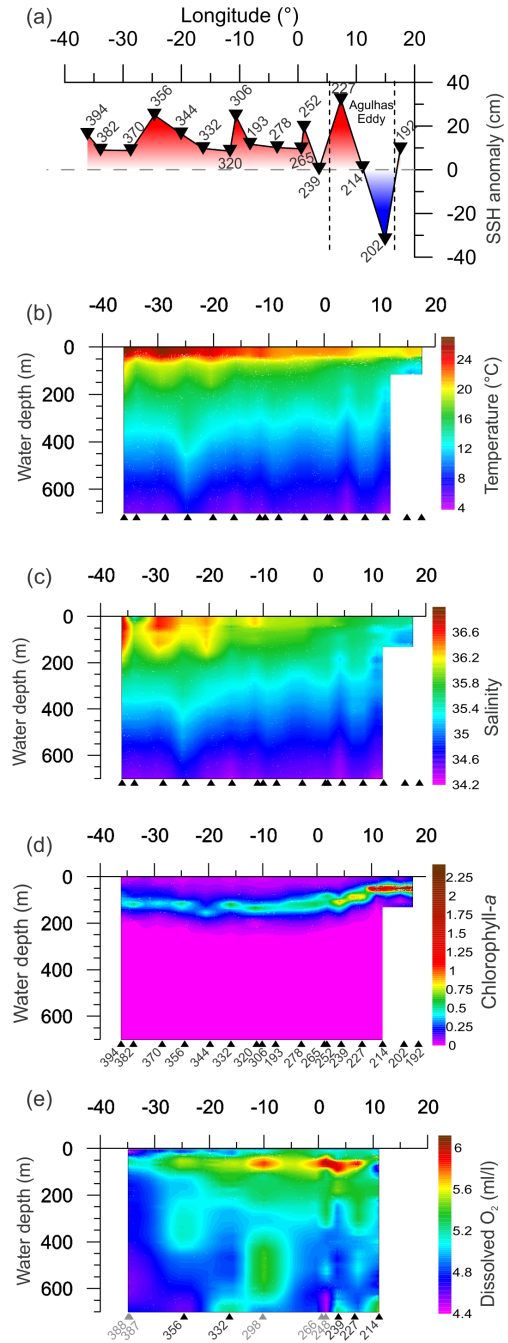 (a)
Longitude (°)
-40 -30 -20 -10 0 10 20
394 382 370 356 344 332 320 306 193 278 265 252 239 227 214 202 192
Agulhas
Eddy
40
20
0
-20
-40
SSH anomaly (cm)
(b)
-40 -30 -20 -10 0 10 20
0
200
400
600
Water depth (m)
24
20
16
12
8
4
Temperature (°C)
(c)
-40 -30 -20 -10 0 10 20
0
200
400
600
Water depth (m)
36.6
36.2
35.8
35.4
35
34.6
34.2
Salinity
(d)
-40 -30 -20 -10 0 10 20
0
200
400
600
Water depth (m)
2.25
2
1.75
1.5
1.25
1
0.75
0.5
0.25
0
Chlorophyll-a
394 382 370 356 344 332 320 306 193 278 265 252 239 227 214 202 192
(e)
-40 -30 -20 -10 0 10 20
0
200
400
600
Water depth (m)
6
5.6
5.2
4.8
4.4
Dissolved O2 (ml/l)
388 387 356 332 298 266 248 239 227 214